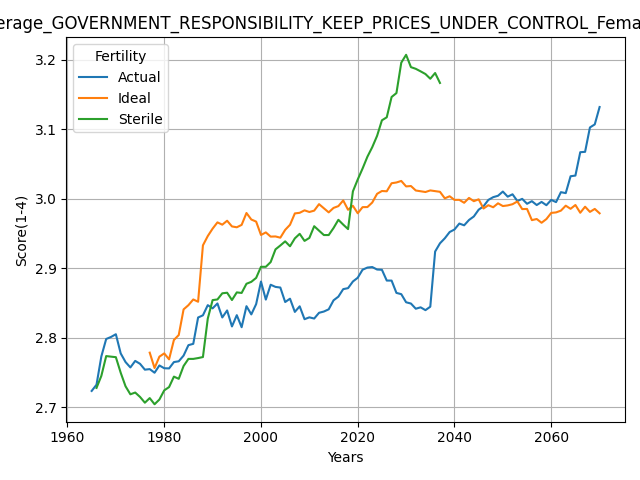 erage_GOVERNMENT_RESPONSIBILITY_KEEP_PRICES_UNDER_CONTROL_Fema
Fertility
Actual
Ideal
Sterile
Score(1-4)
3.2
3.1
3.0
2.9
2.8
2.7
1960 1980 2000 2020 2040 2060
Years